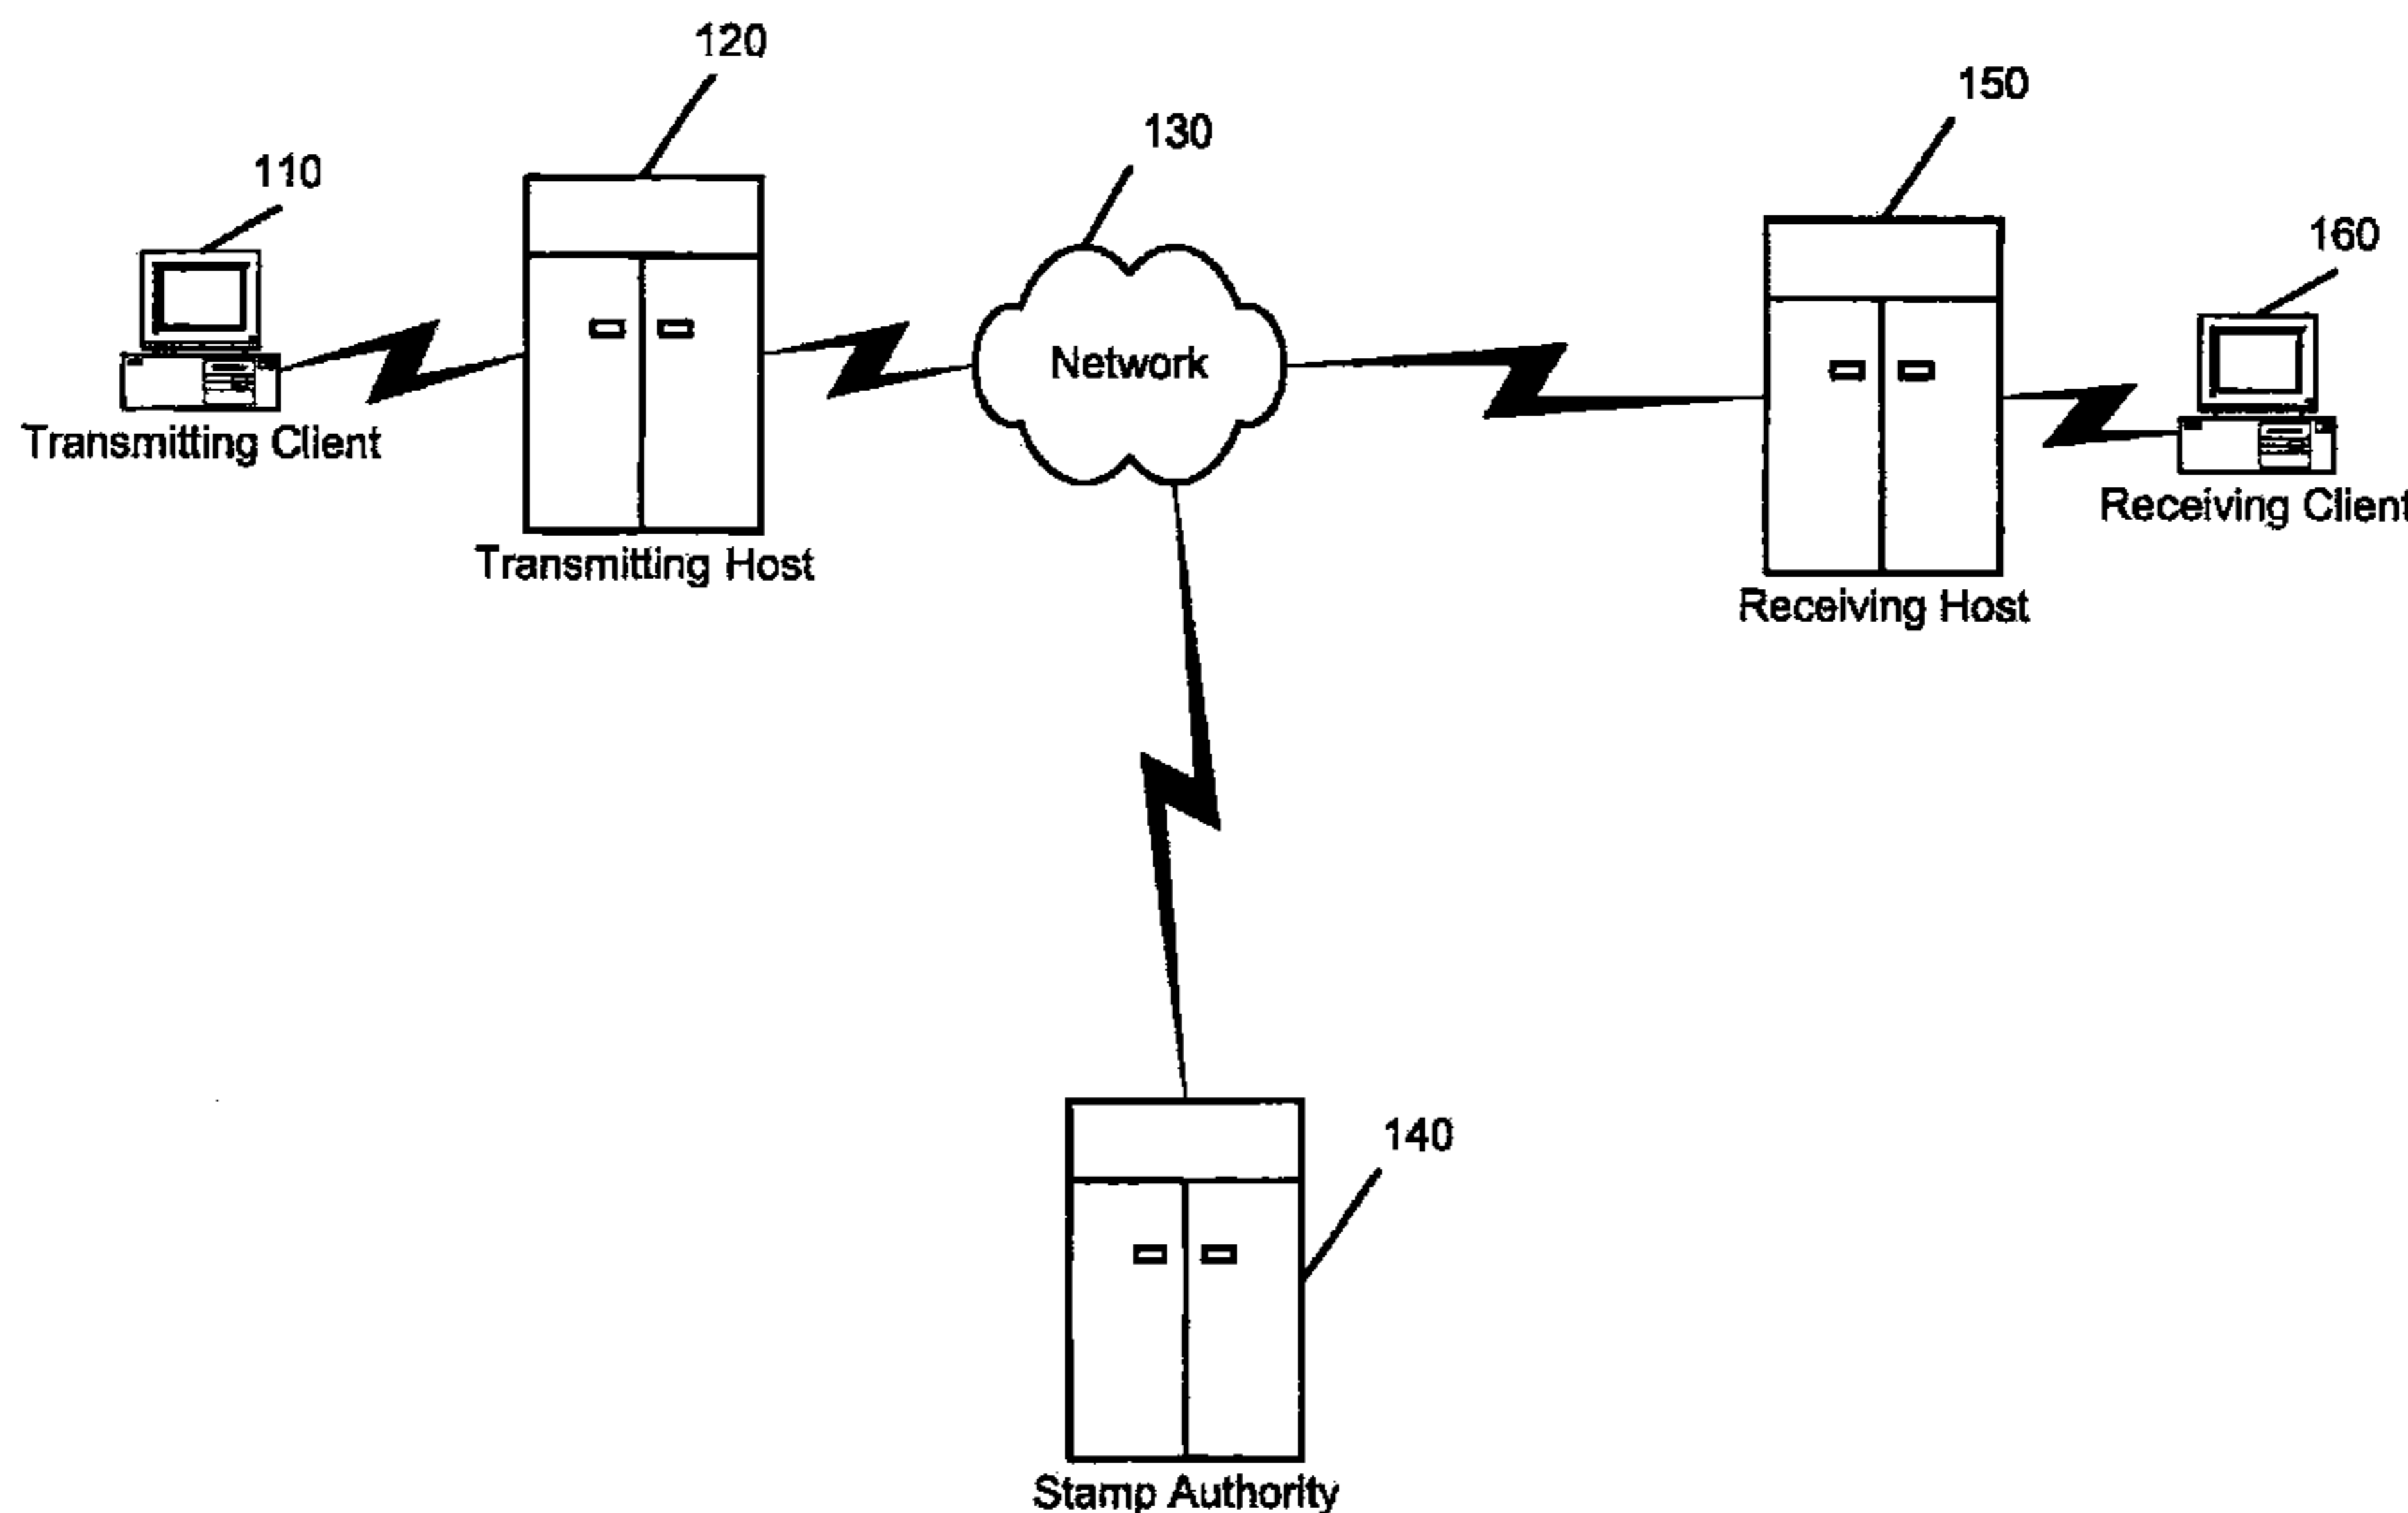 120
150
130
110
160
Network
Transmitting Client
Receiving Client
Transmitting Host
Receiving Host
140
Stamp Authority